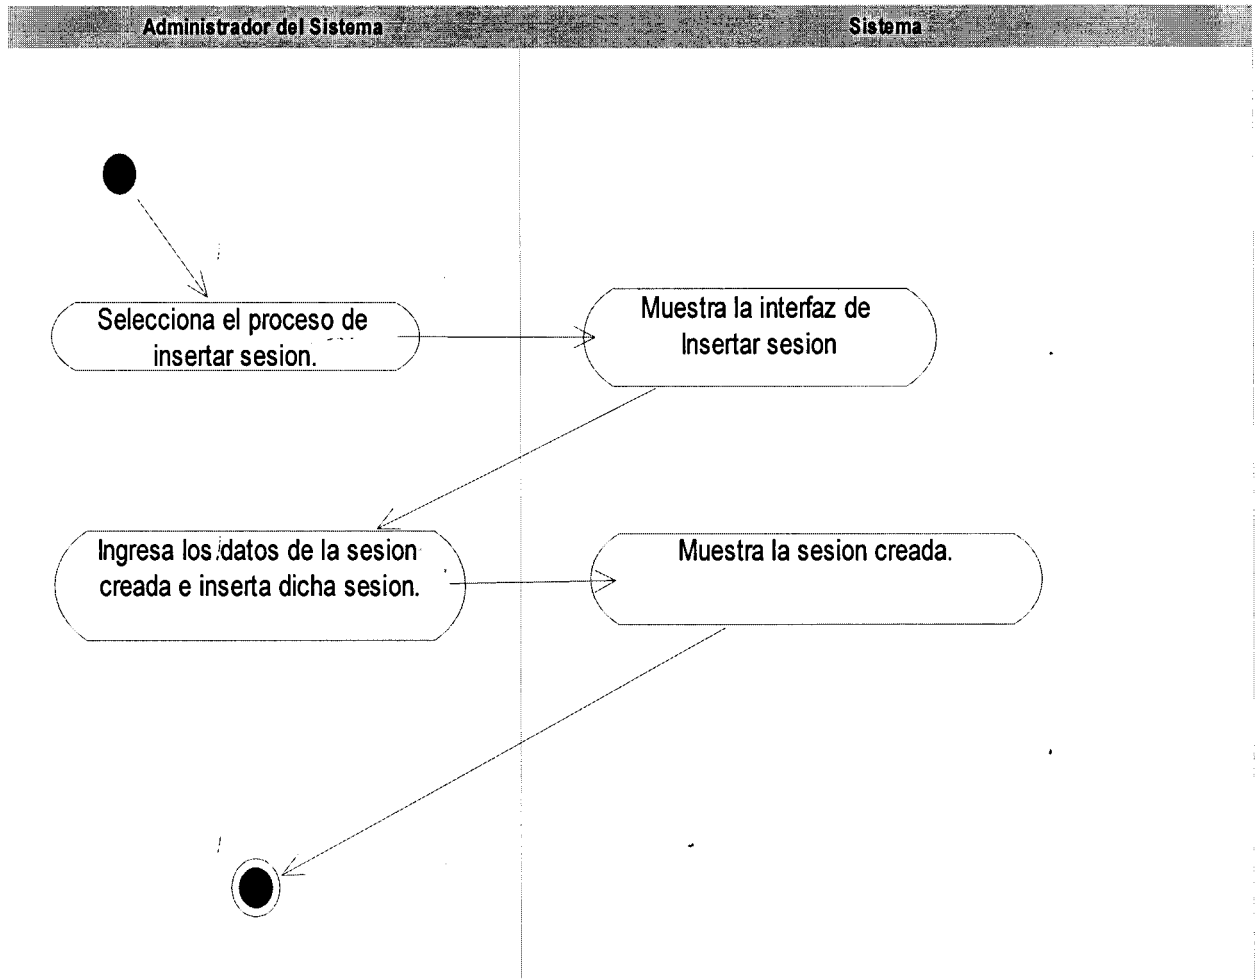 Administrador del Sistema
Sistema
Selecciona el proceso de
insertar sesion.
Muestra la interfaz de
Insertar sesion
Ingresa los datos de la sesion
creada e inserta dicha sesion.
Muestra la sesion creada.